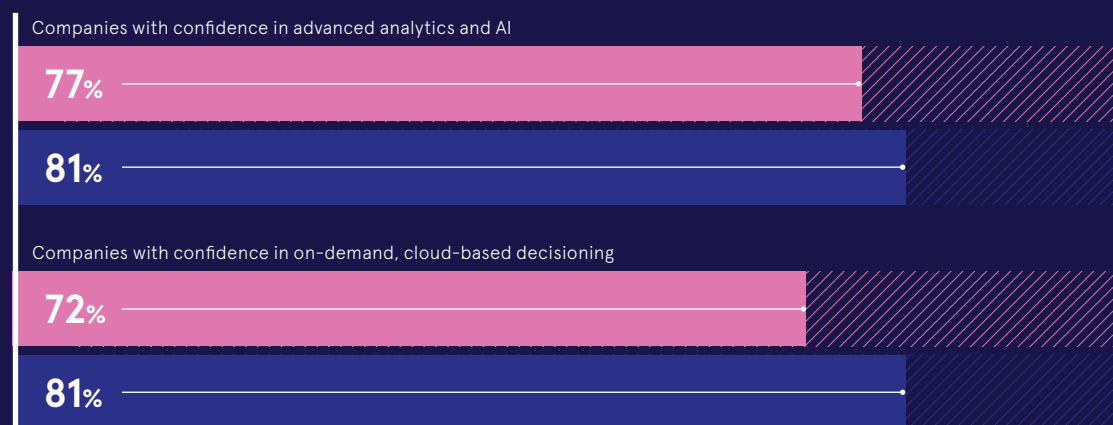 Companies with confidence in advanced analytics and AI
77%
81%
Companies with confidence in on-demand, cloud-based decisioning
72%
81%